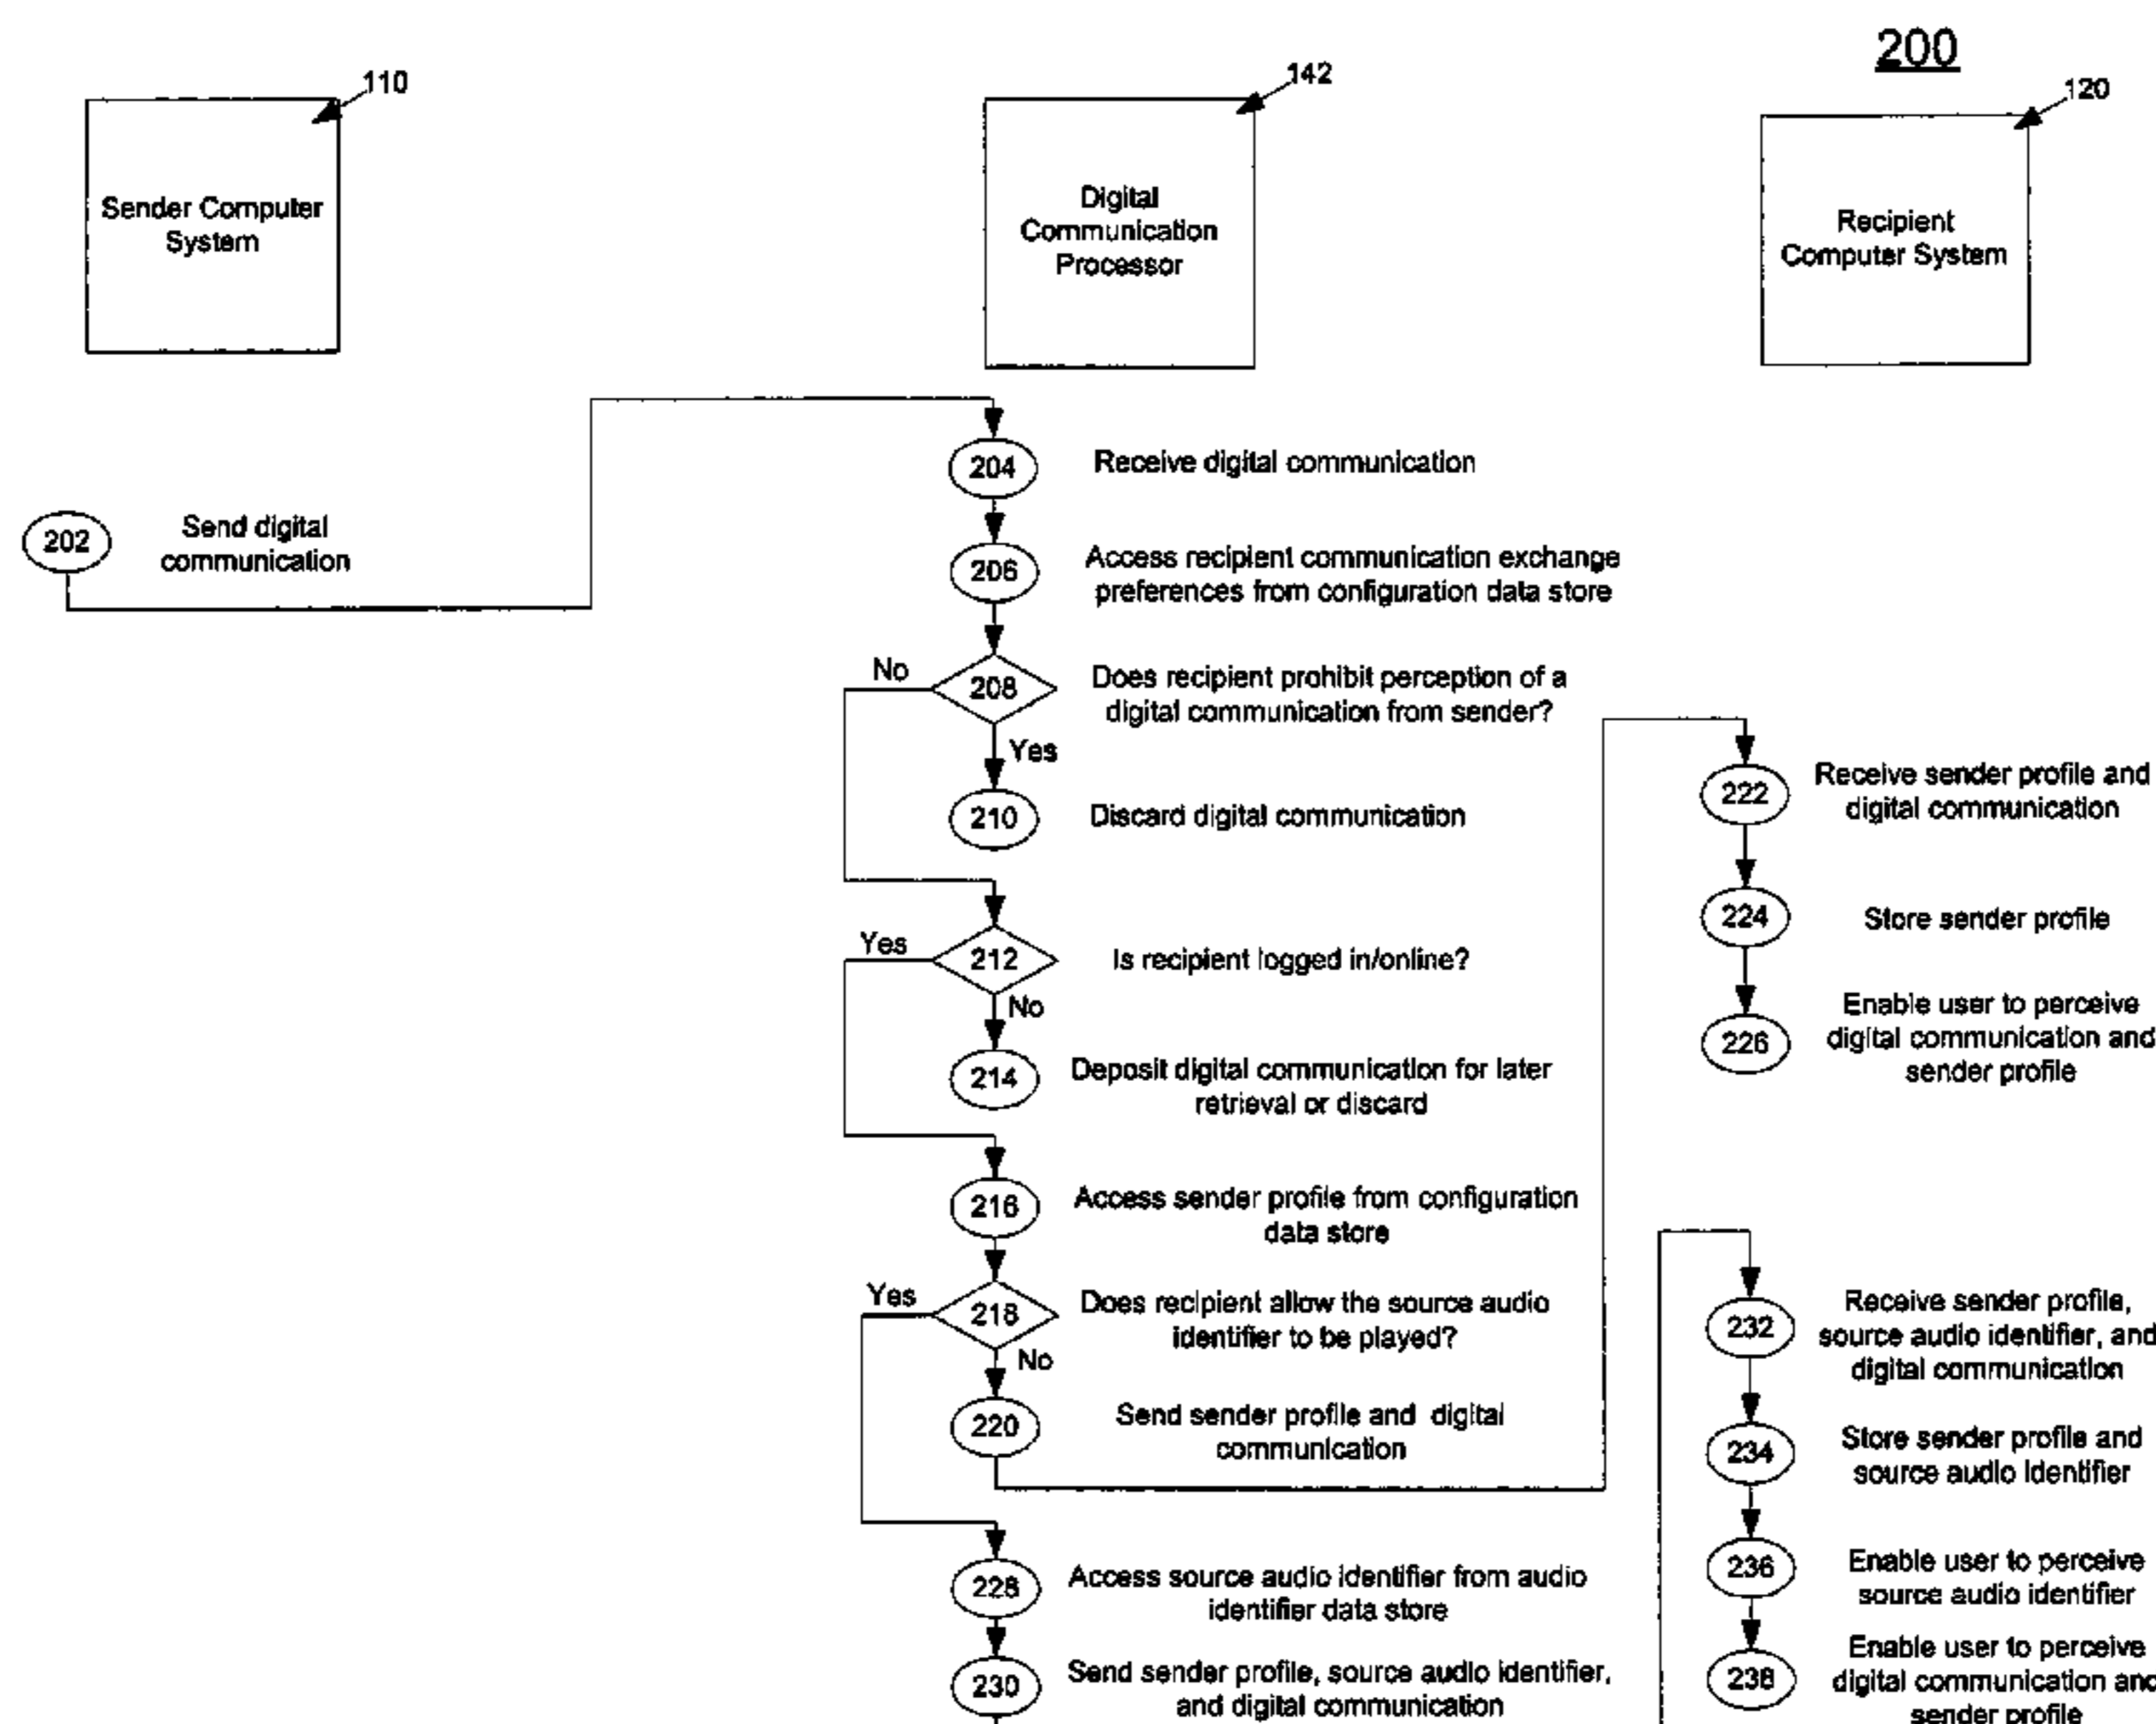 200
110
142
120
Sender Computer
System
Digital
Communication
Processor
Recipient
Computer System
204
Receive digital communication
202
Send digital
communication
206
Access recipient communication exchange
preferences from configuration data store
No
208
Does recipient prohibit perception of a
digital communication from sender?
Yes
210
Discard digital communication
Yes
212
Is recipient logged in/online?
No
214
Deposit digital communication for later
retrieval or discard
216
Access sender profile from configuration
data store
Yes
218
Does recipient allow the source audio
identifier to be played?
No
220
Send sender profile and digital
communication
228
Access source audio identifier from audio
identifier data store
230
Send sender profile, source audio identifier,
and digital communication
222
Receive sender profile and
digital communication
224
Store sender profile
226
Enable user to perceive
digital communication and
sender profile
232
Receive sender profile,
source audio identifier, and
digital communication
234
Store sender profile and
source audio identifier
236
Enable user to perceive
source audio identifier
238
Enable user to perceive
digital communication and
sender profile